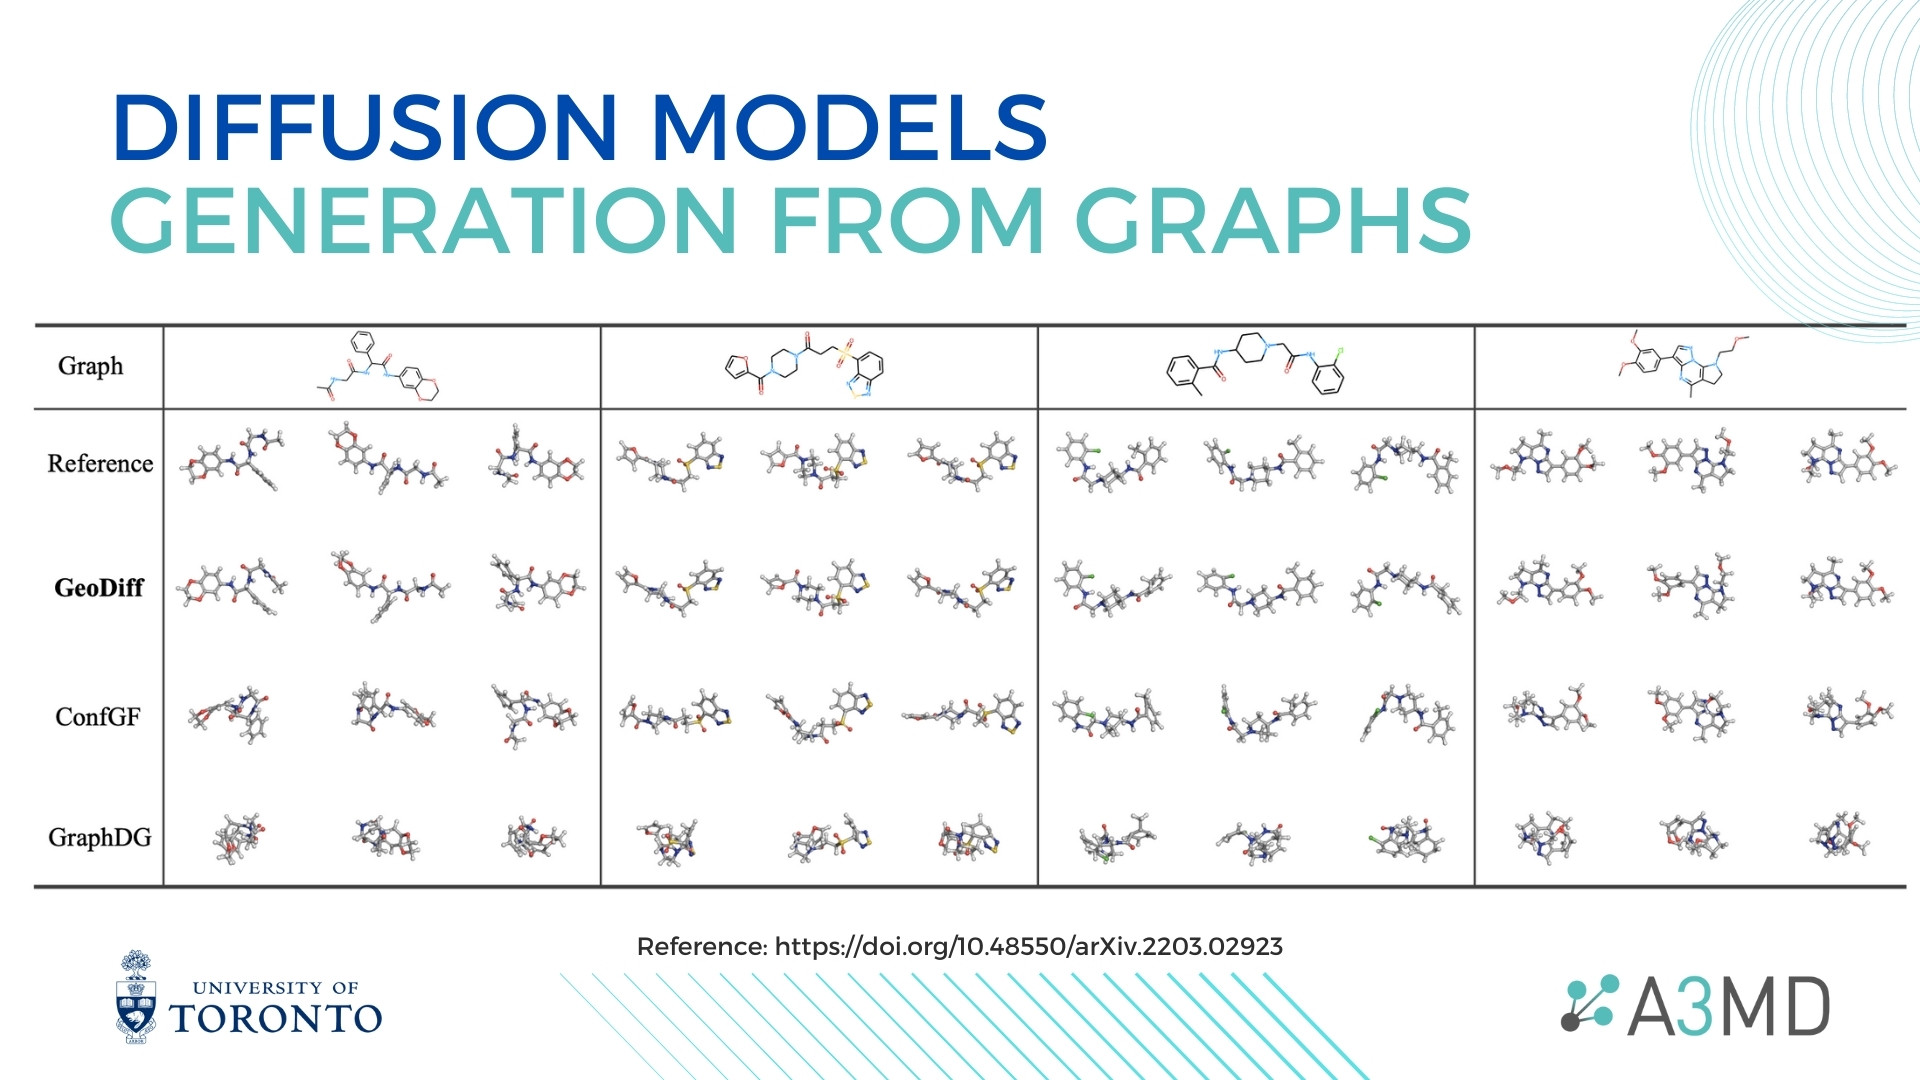 DIFFUSION MODELS
GENERATION FROM GRAPHS
Graph
Reference
GeoDiff
ConfGF
GraphDG
Reference: https://doi.org/10.48550/arXiv.2203.02923
UNIVERSITY OF
TORONTO
A3MD